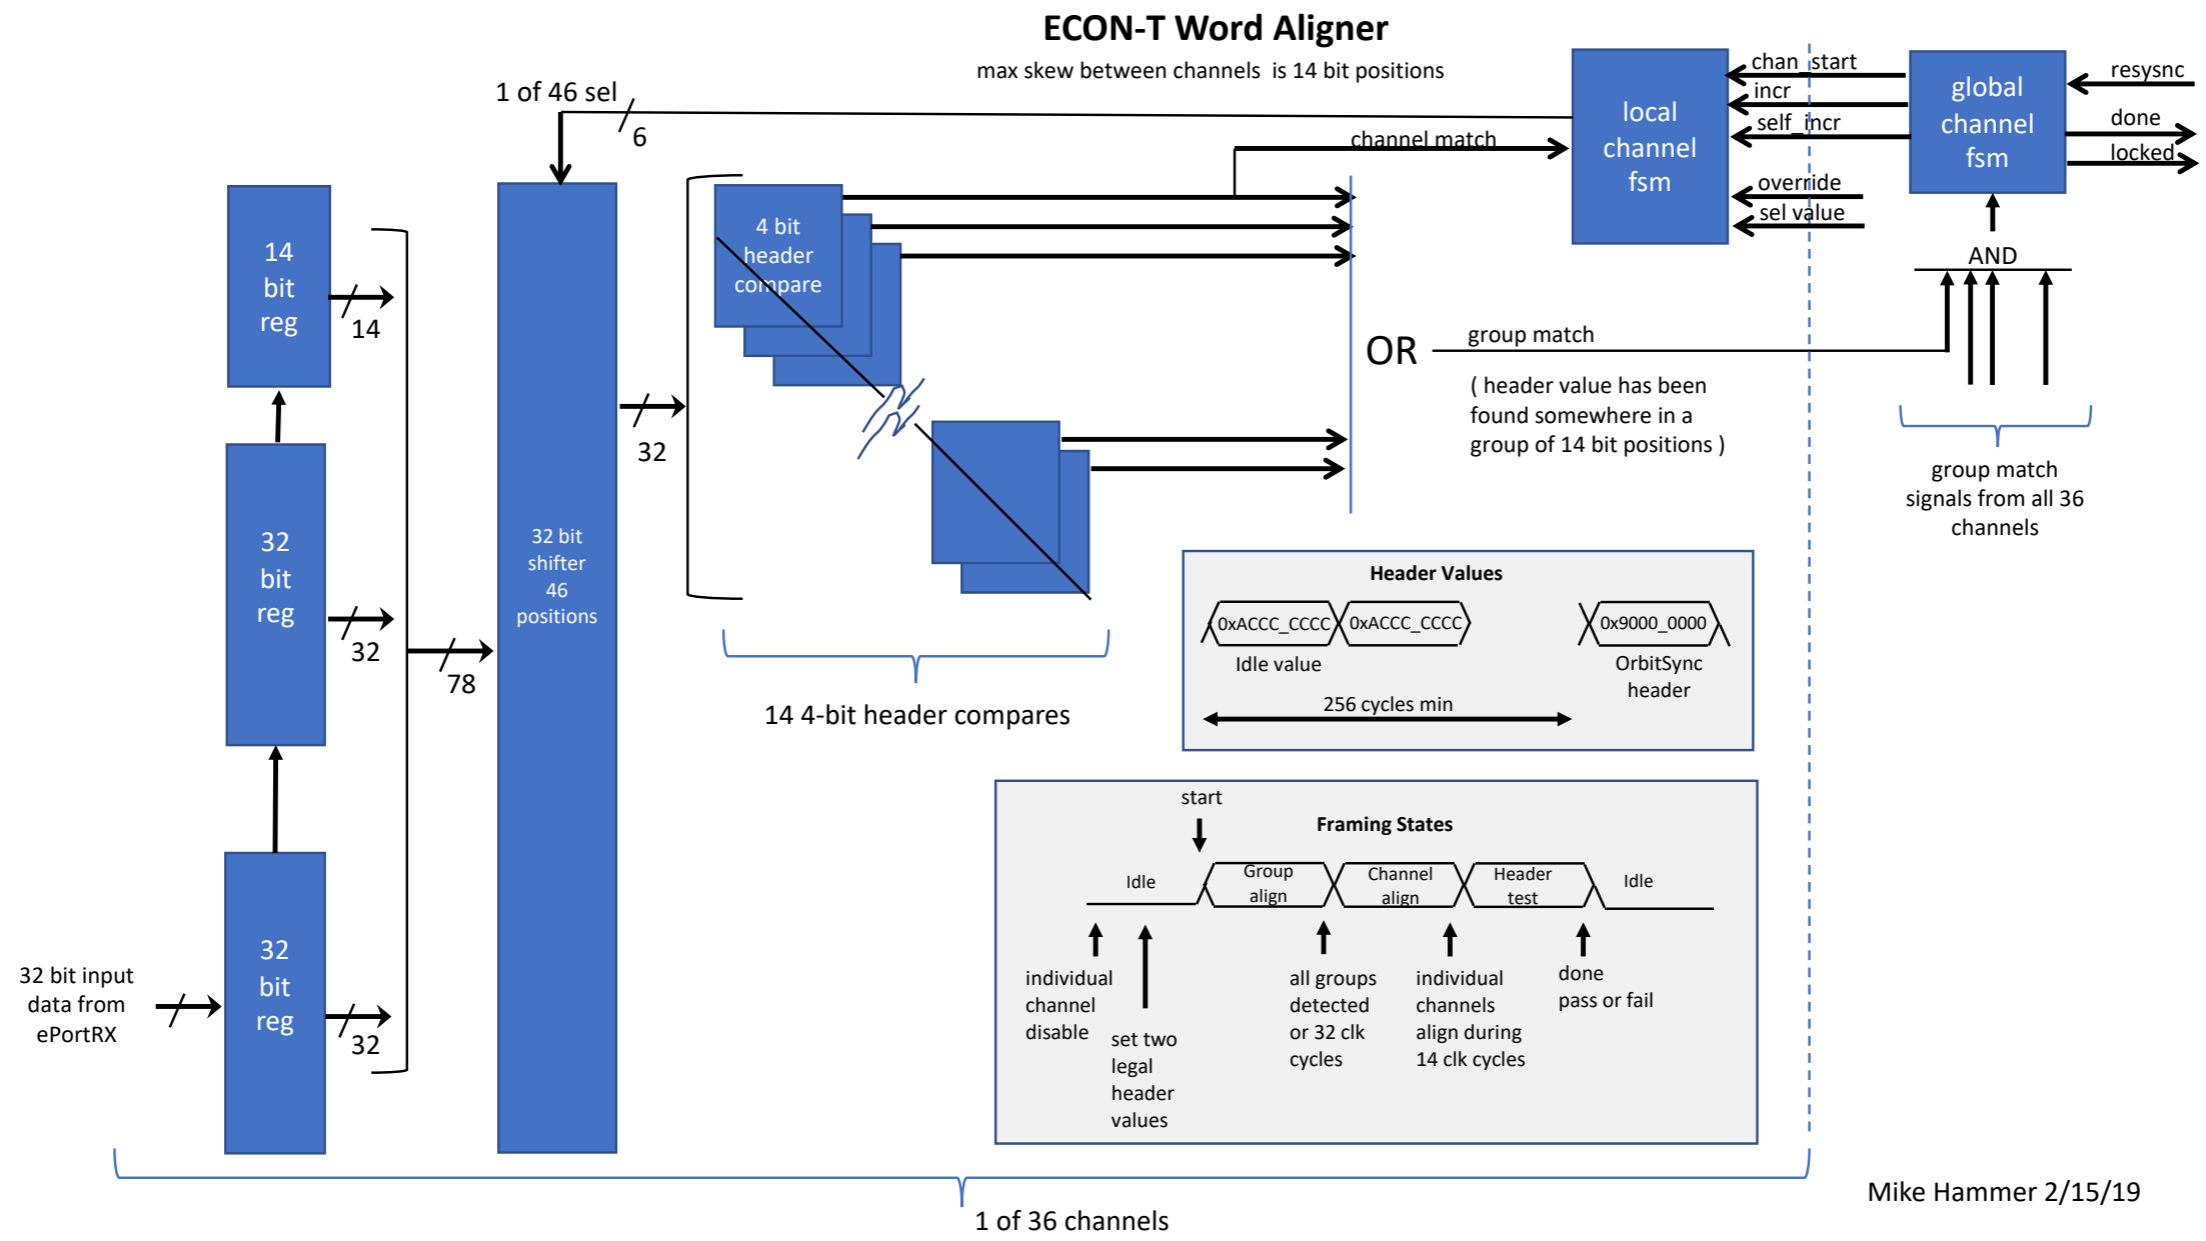 ECON-T Word Aligner
max skew between channels is 14 bit positions
1 of 46 sel
6
14
bit
reg
14
32
bit
reg
32
78
32 bit input
data from
ePortRX
32
bit
reg
32
32 bit
shifter
46
positions
32
4 bit
header
compare
14 4-bit header compares
channel match
local
channel
fsm
chan_start
incr
self_incr
override
sel value
global
channel
fsm
resysnc
done
locked
AND
OR
group match
( header value has been
found somewhere in a
group of 14 bit positions )
group match
signals from all 36
channels
Header Values
0xACCC_CCCC
0xACCC_CCCC
0x9000_0000
Idle value
OrbitSync
header
256 cycles min
start
Framing States
Idle
Group
align
Channel
align
Header
test
Idle
individual
channel
disable
set two
legal
header
values
all groups
detected
or 32 clk
cycles
individual
channels
align during
14 clk cycles
done
pass or fail
1 of 36 channels
Mike Hammer 2/15/19